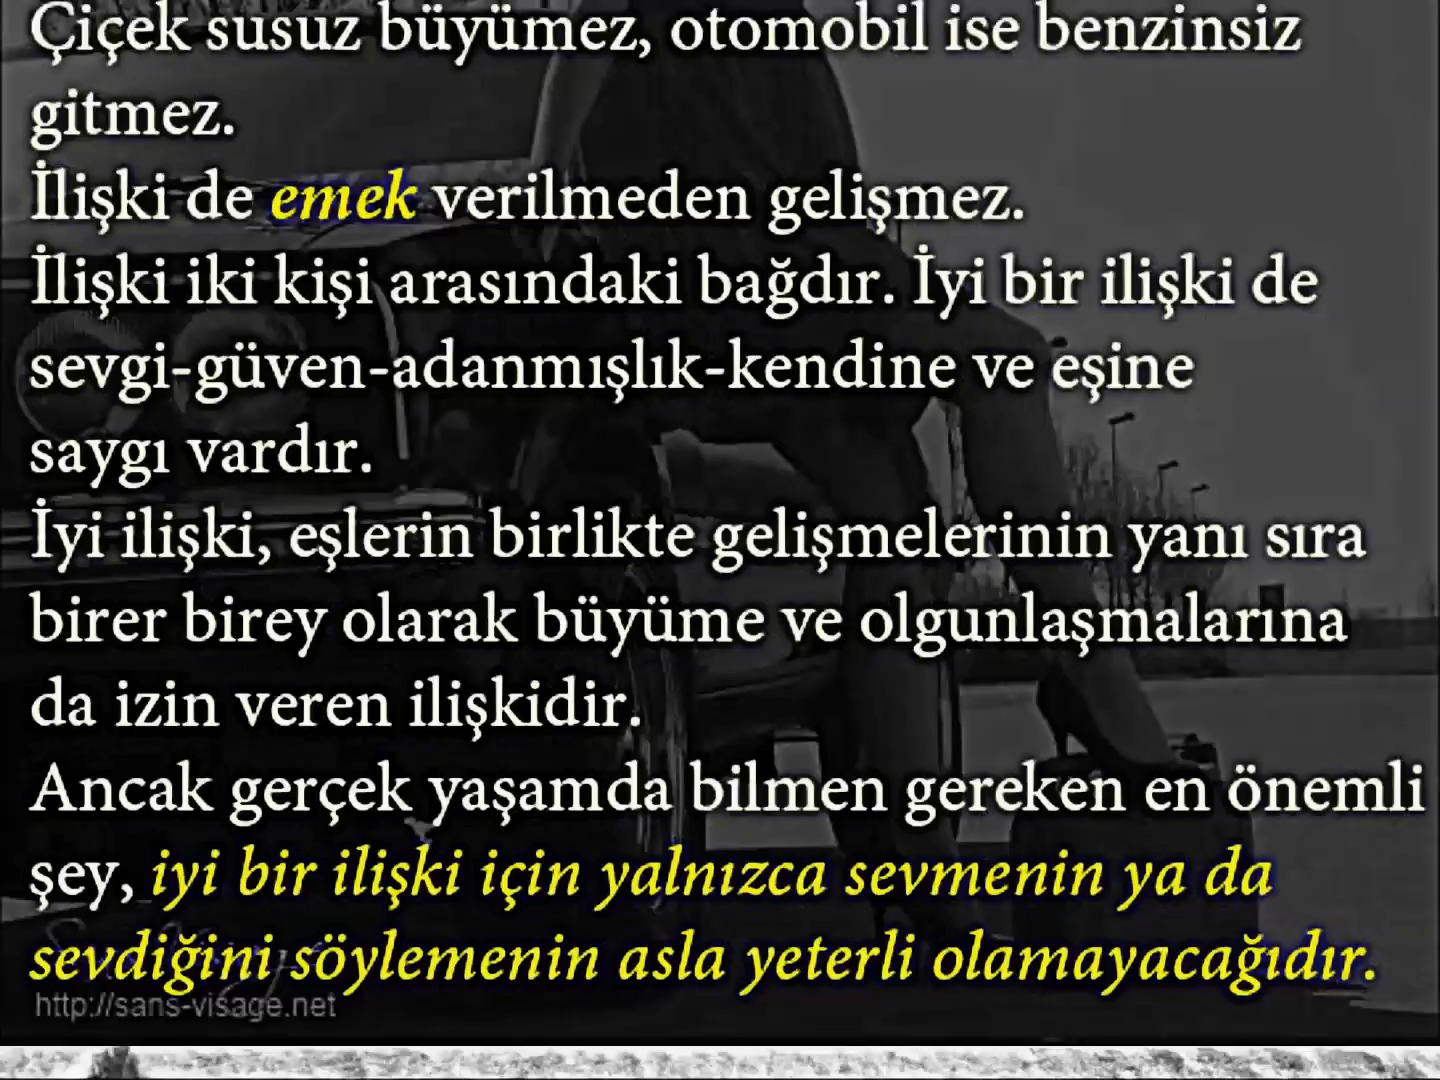 Çiçek susuz büyümez, otomobil ise benzinsiz
gitmez.
İlişki de emek verilmeden gelişmez.
İlişki iki kişi arasındaki bağdır. İyi bir ilişki de
sevgi-güven-adanmışlık-kendine ve eşine
saygı vardır.
İyi ilişki, eşlerin birlikte gelişmelerinin yanı sıra
birer birey olarak büyüme ve olgunlaşmalarına
da izin veren ilişkidir.
Ancak gerçek yaşamda bilmen gereken en önemli
şey, iyi bir ilişki için yalnızca sevmenin ya da
sevdiğini söylemenin asla yeterli olamayacağıdır.
http://sans-visage.net